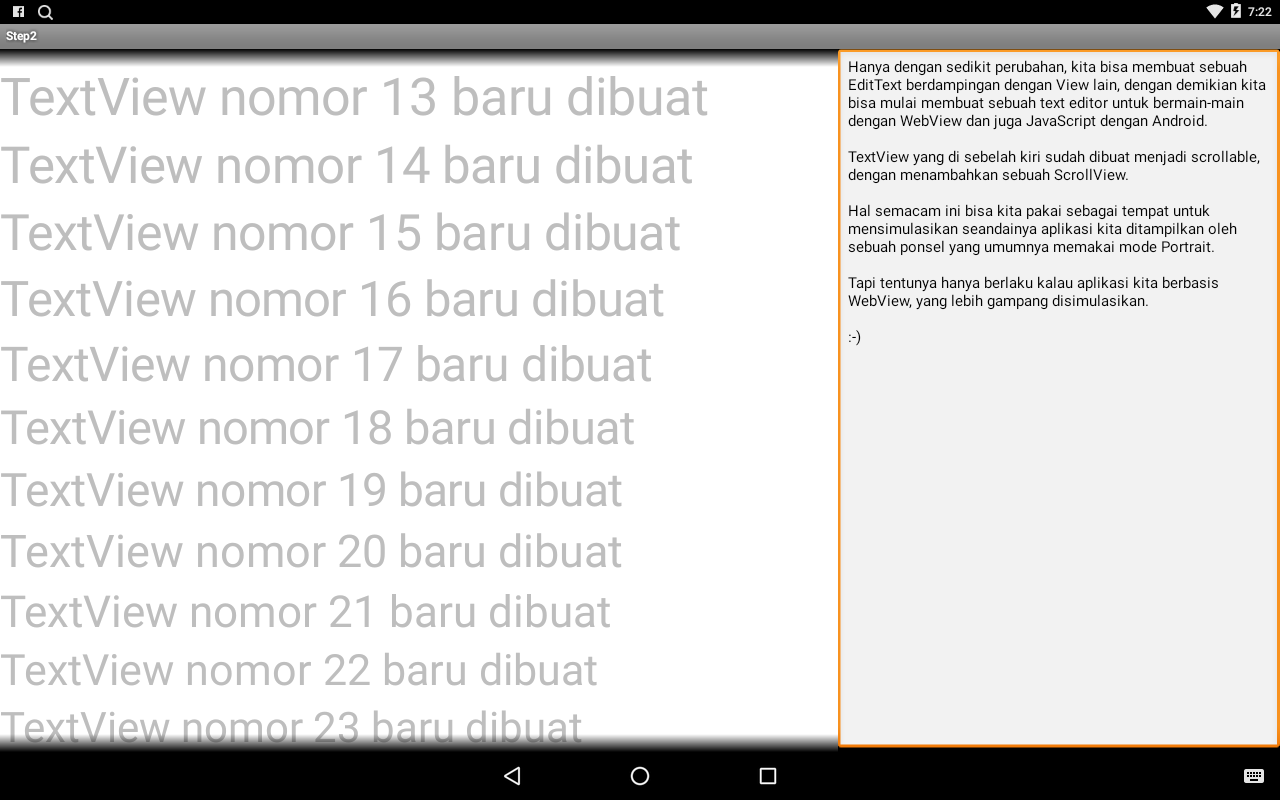 7:22
Step2
TextView nomor 13 baru dibuat
TextView nomor 14 baru dibuat
TextView nomor 15 baru dibuat
TextView nomor 16 baru dibuat
TextView nomor 17 baru dibuat
TextView nomor 18 baru dibuat
TextView nomor 19 baru dibuat
TextView nomor 20 baru dibuat
TextView nomor 21 baru dibuat
TextView nomor 22 baru dibuat
TextView nomor 23 baru dibuat
Hanya dengan sedikit perubahan, kita bisa membuat sebuah
EditText berdampingan dengan View lain, dengan demikian kita
bisa mulai membuat sebuah text editor untuk bermain-main
dengan WebView dan juga JavaScript dengan Android.
TextView yang di sebelah kiri sudah dibuat menjadi scrollable,
dengan menambahkan sebuah ScrollView.
Hal semacam ini bisa kita pakai sebagai tempat untuk
mensimulasikan seandainya aplikasi kita ditampilkan oleh
sebuah ponsel yang umumnya memakai mode Portrait.
Tapi tentunya hanya berlaku kalau aplikasi kita berbasis
WebView, yang lebih gampang disimulasikan.
:-)